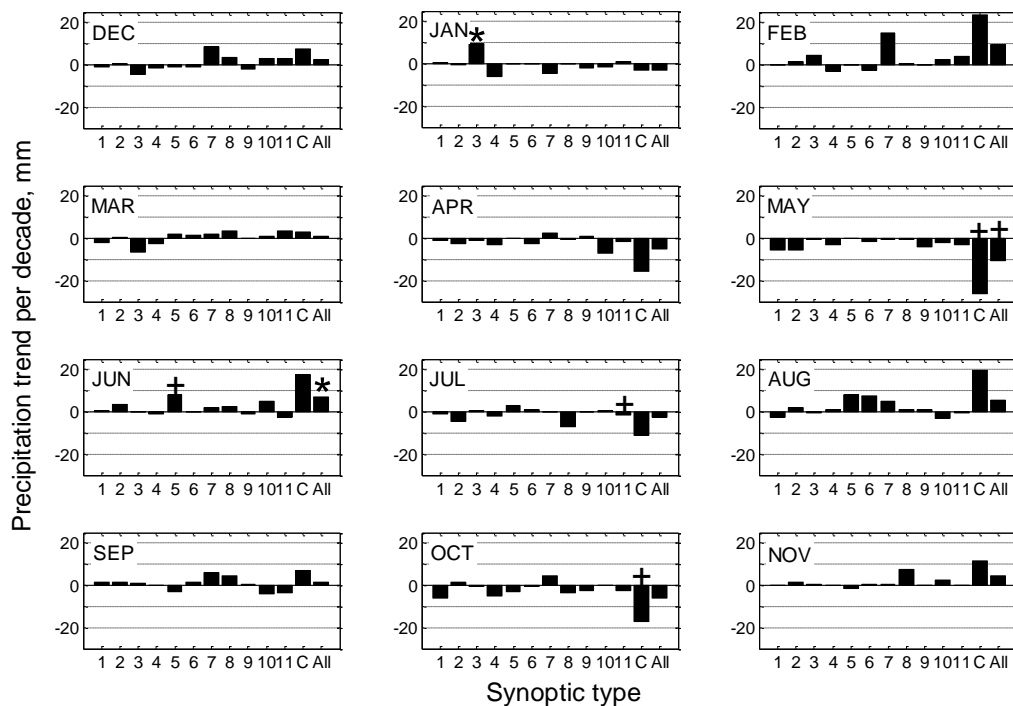 Precipitation trend per decade, mm
DEC
20
0
-20
1 2 3 4 5 6 7 8 9 10 11 C All
JAN
*
20
0
-20
1 2 3 4 5 6 7 8 9 10 11 C All
FEB
20
0
-20
1 2 3 4 5 6 7 8 9 10 11 C All
MAR
20
0
-20
1 2 3 4 5 6 7 8 9 10 11 C All
APR
20
0
-20
1 2 3 4 5 6 7 8 9 10 11 C All
MAY
+ +
20
0
-20
1 2 3 4 5 6 7 8 9 10 11 C All
JUN
+ *
20
0
-20
1 2 3 4 5 6 7 8 9 10 11 C All
JUL
+
20
0
-20
1 2 3 4 5 6 7 8 9 10 11 C All
AUG
20
0
-20
1 2 3 4 5 6 7 8 9 10 11 C All
SEP
20
0
-20
1 2 3 4 5 6 7 8 9 10 11 C All
OCT
+
20
0
-20
1 2 3 4 5 6 7 8 9 10 11 C All
NOV
20
0
-20
1 2 3 4 5 6 7 8 9 10 11 C All
Synoptic type